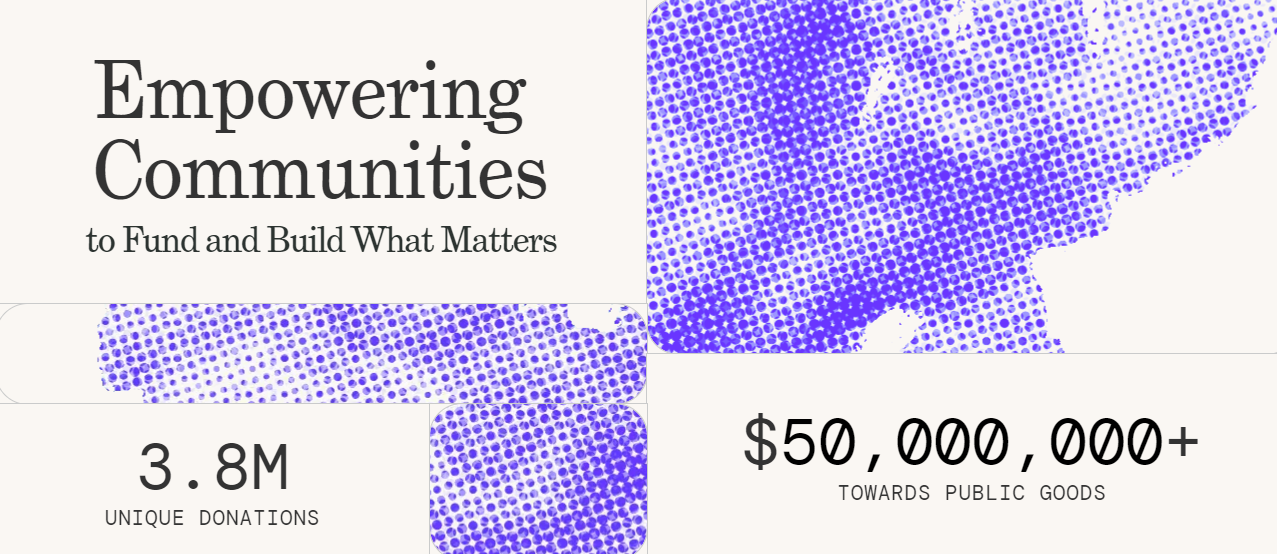 Empowering
Communities
to Fund and Build What Matters
3.8M
UNIQUE DONATIONS
$50,000,000+
TOWARDS PUBLIC GOODS